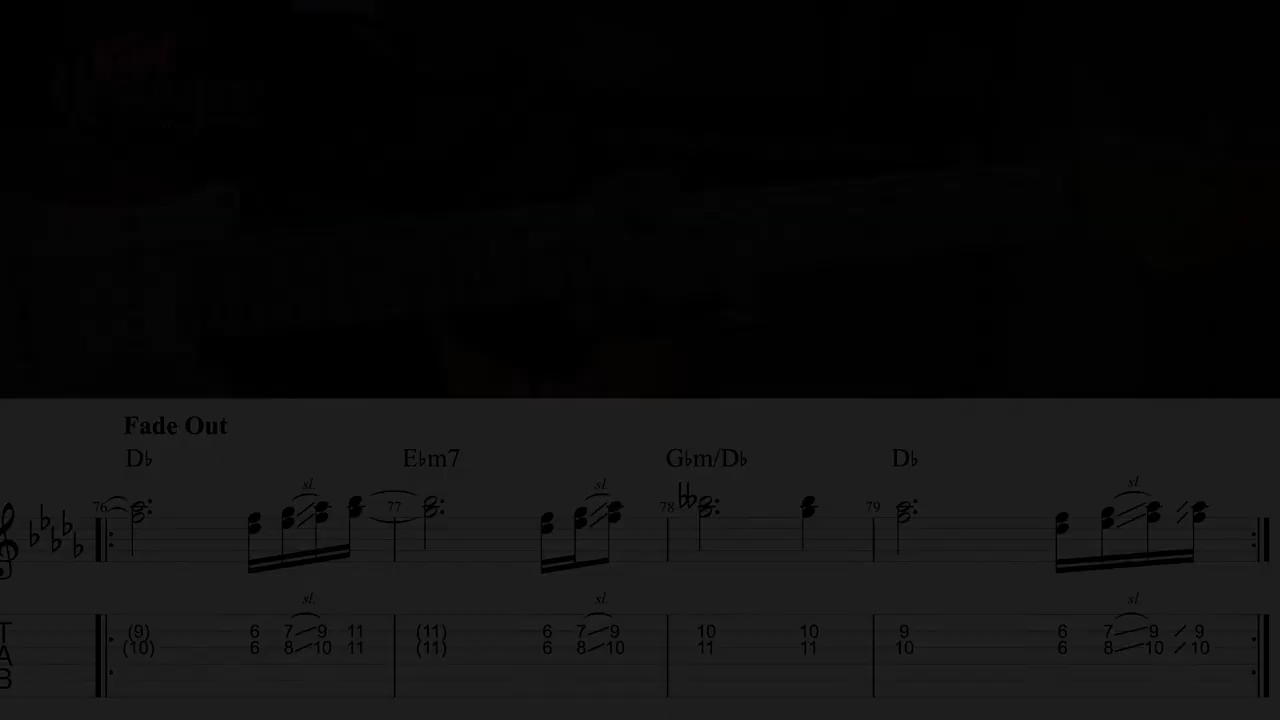 Fade Out
D♭ E♭m7 G♭m/D♭ D♭
sl. sl. sl.
76 77 78 79
sl. sl. sl.
T (9) 6 7 9 11 (11) 6 7 9 10 10 9 6 7 9 9
A (10) 6 8 10 11 (11) 6 8 10 11 11 10 6 8 10 10
B